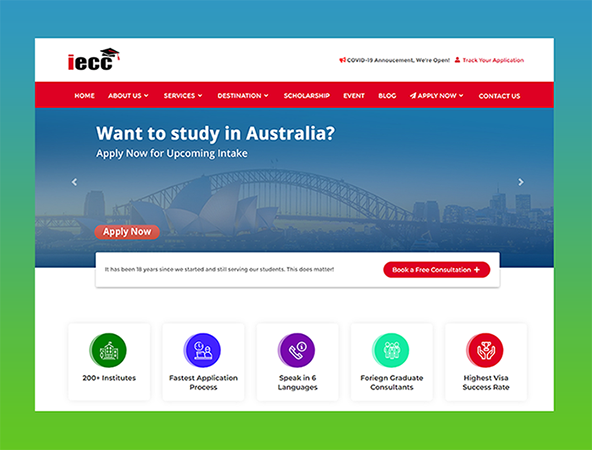 iecc
COVID-19 Annoucement, We're Open! Track Your Application
HOME ABOUT US SERVICES DESTINATION SCHOLARSHIP EVENT BLOG APPLY NOW CONTACT US
Want to study in Australia?
Apply Now for Upcoming Intake
Apply Now
It has been 18 years since we started and still serving our students. This does matter!
Book a Free Consultation +
200+ Institutes
Fastest Application
Process
Speak in 6
Languages
Foriegn Graduate
Consultants
Highest Visa
Success Rate